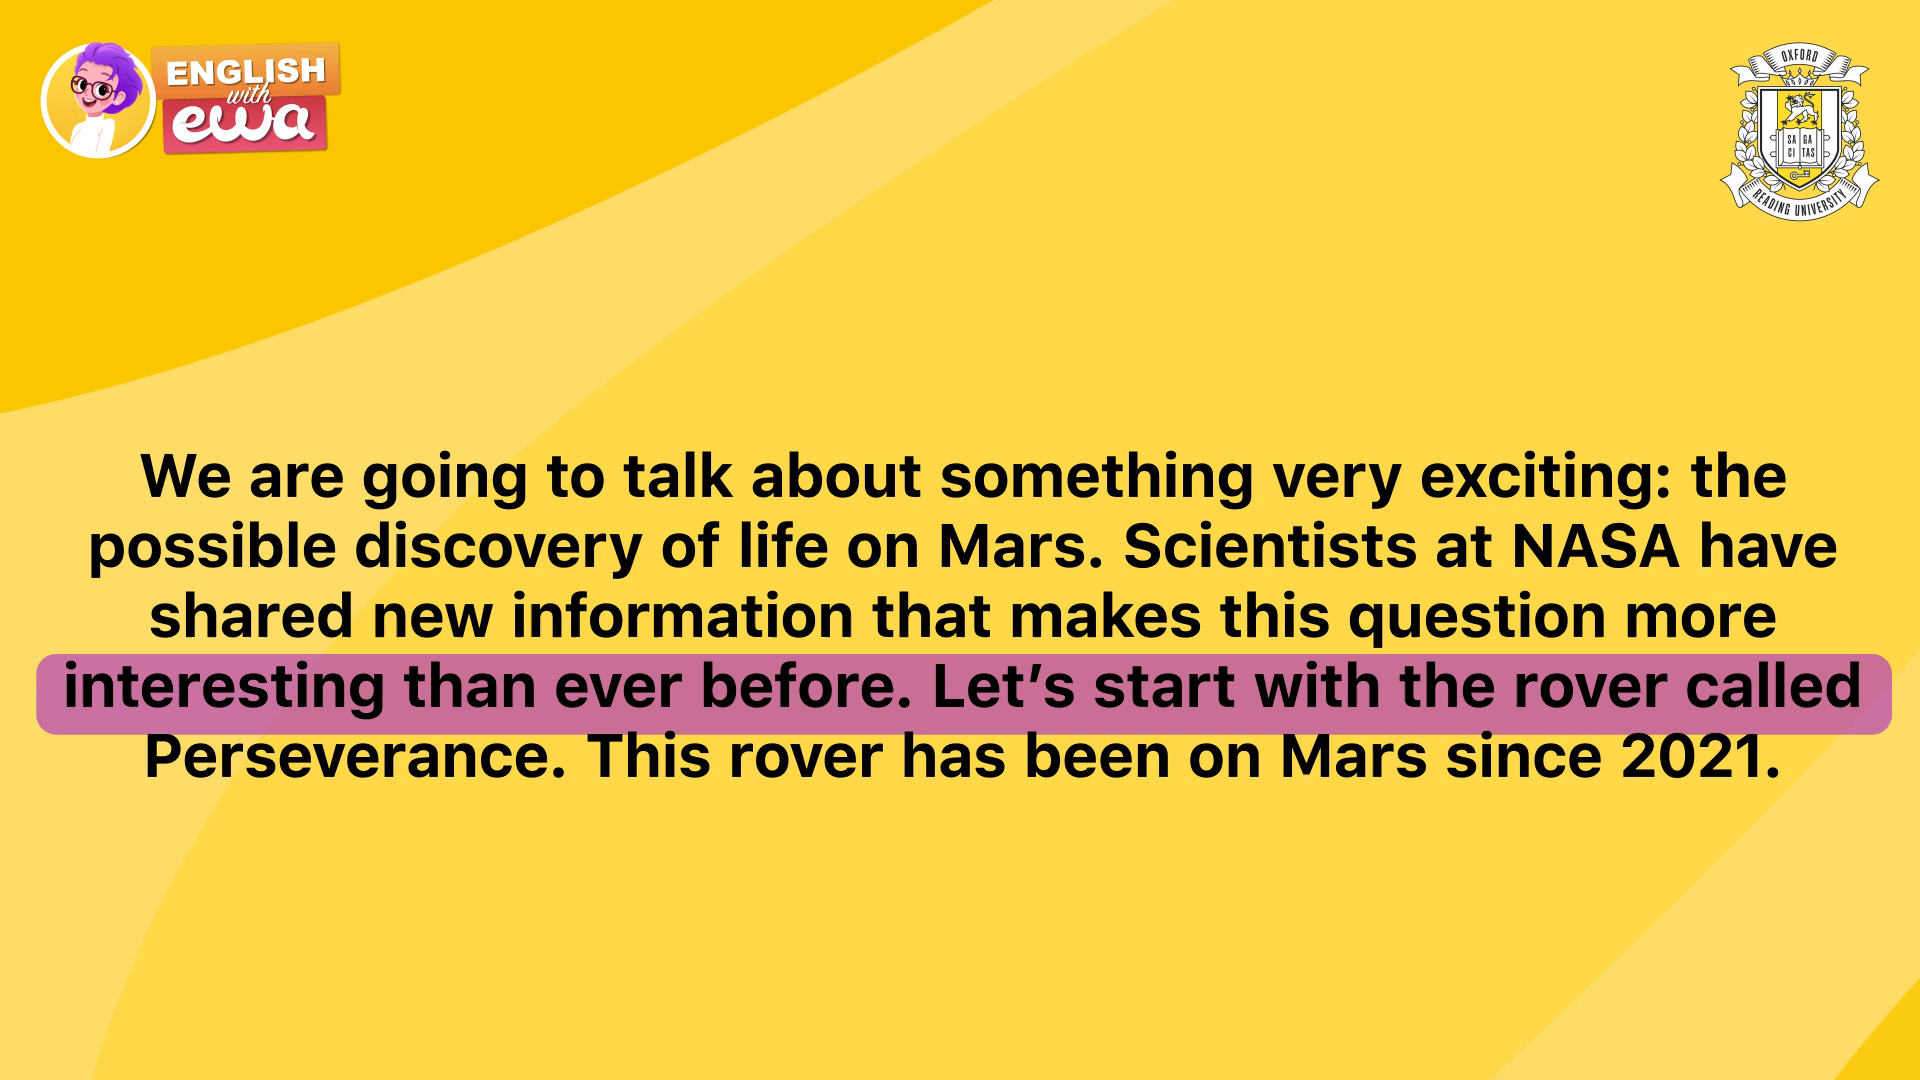 ENGLISH
with
ewa
OXFORD
SA GA
CI TAS
READING UNIVERSITY
We are going to talk about something very exciting: the
possible discovery of life on Mars. Scientists at NASA have
shared new information that makes this question more
interesting than ever before. Let’s start with the rover called
Perseverance. This rover has been on Mars since 2021.